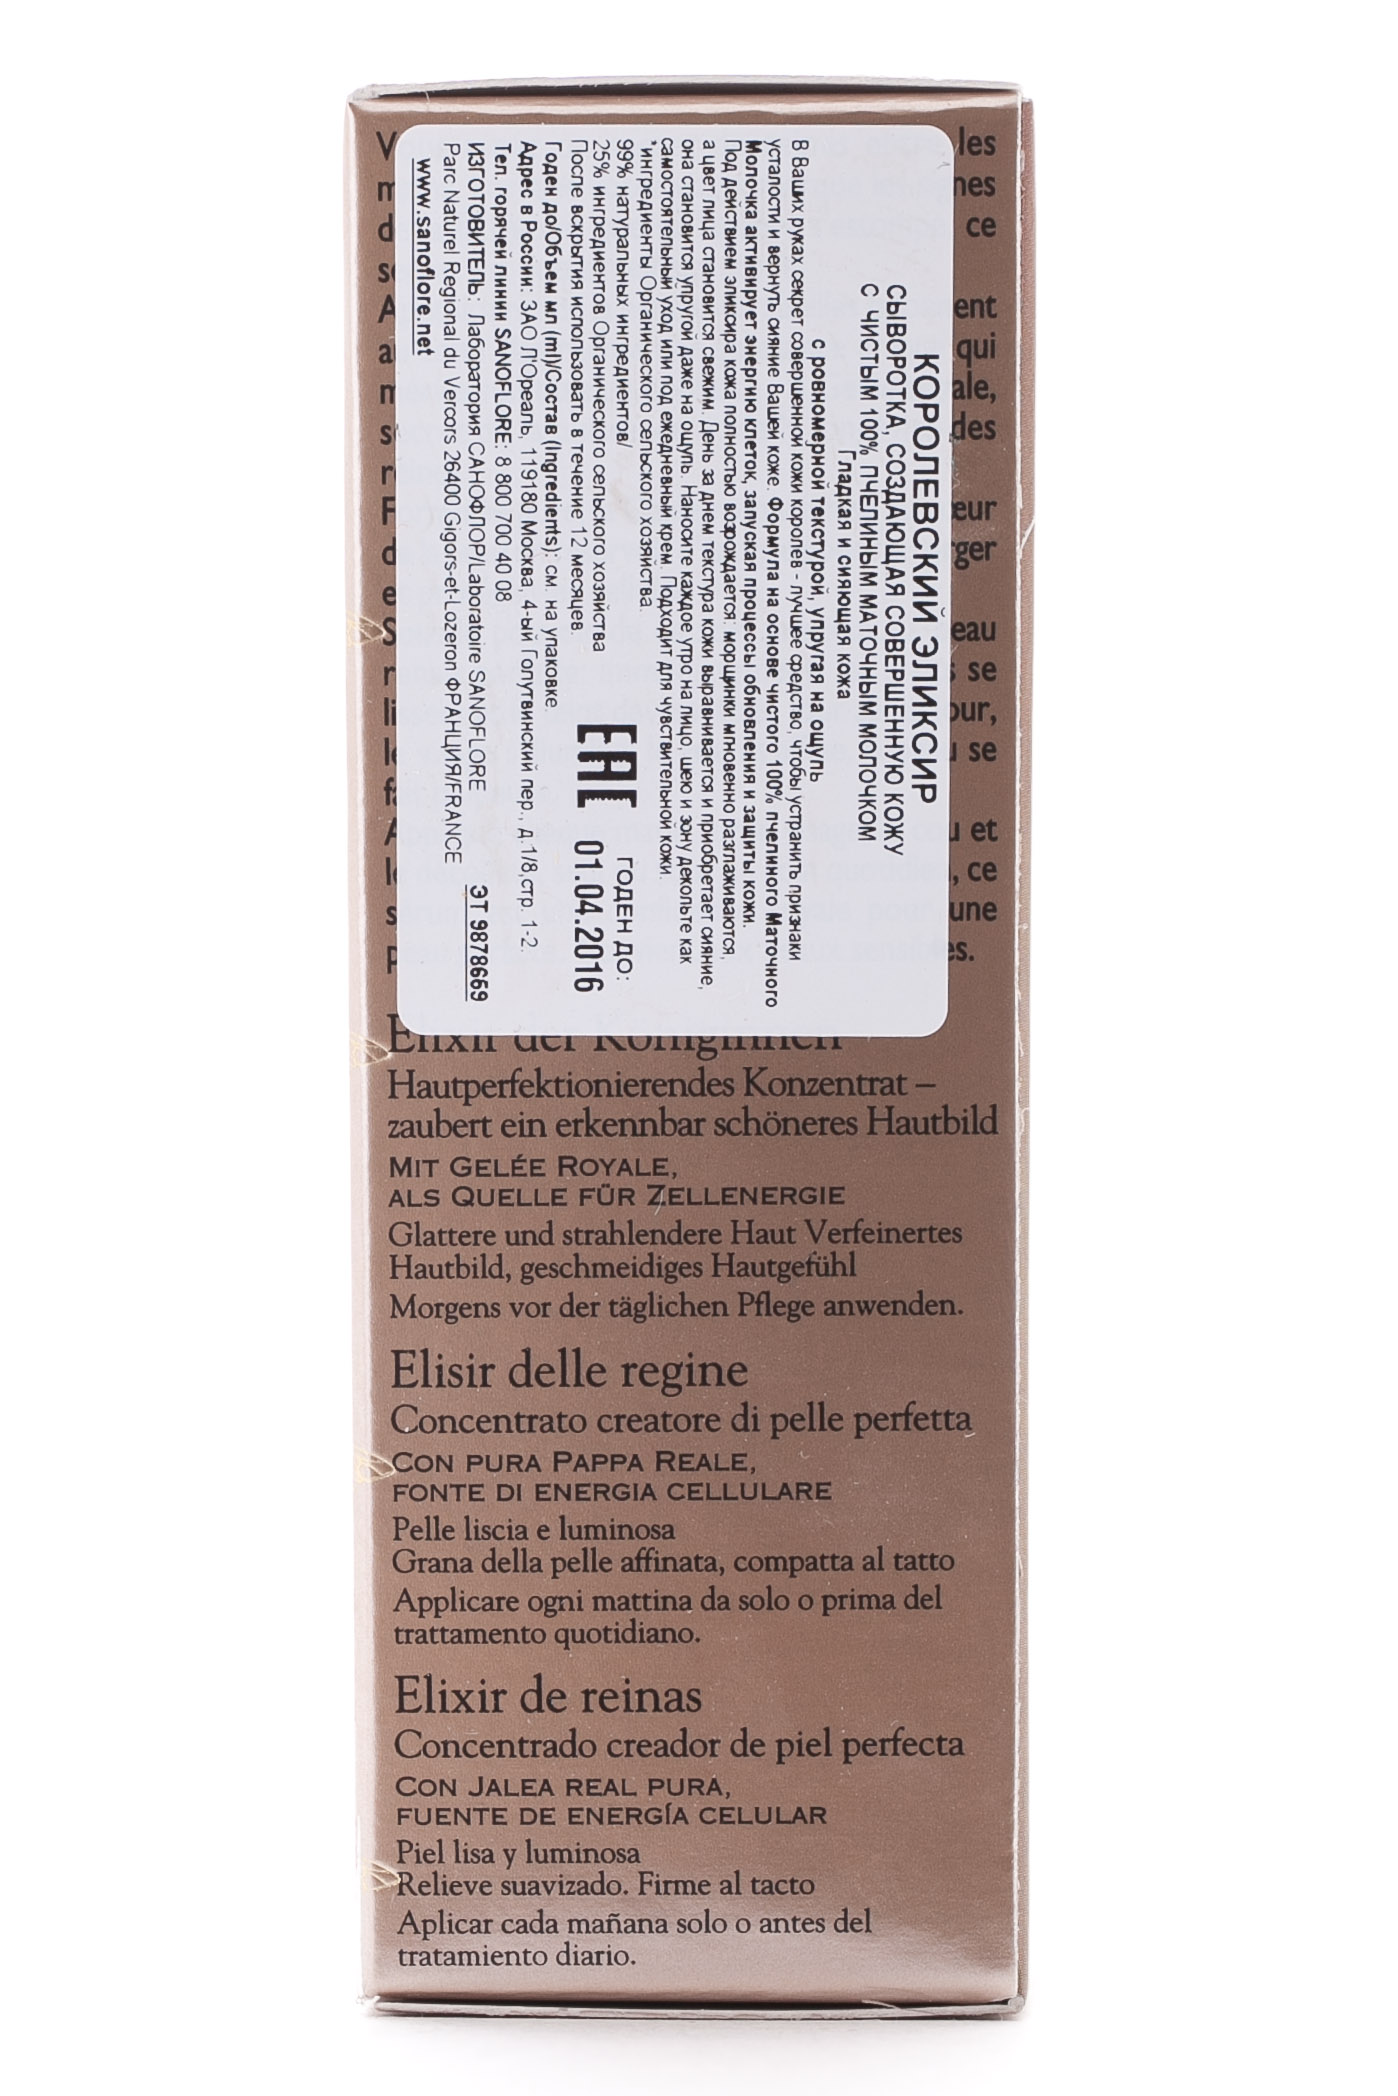 КОРОЛЕВСКИЙ ЭЛИКСИР
СЫВОРОТКА, СОЗДАЮЩАЯ СОВЕРШЕННУЮ КОЖУ
С ЧИСТЫМ 100% ПЧЕЛИНЫМ МАТОЧНЫМ МОЛОЧКОМ
Гладкая и сияющая кожа
с ровномерной текстурой, упругая на ощупь
В Ваших руках секрет совершенной кожи королев - лучшее средство, чтобы устранить признаки
усталости и вернуть сияние Вашей коже. Формула на основе чистого 100% пчелиного Маточного
Молочка активирует энергию клеток, запуская процессы обновления и защиты кожи.
Под действием эликсира кожа полностью возрождается: морщинки мгновенно разглаживаются,
а цвет лица становится свежим. День за днем текстура кожи выравнивается и приобретает сияние,
она становится упругой даже на ощупь. Наносите каждое утро на лицо, шею и зону декольте как
самостоятельный уход или под ежедневный крем. Подходит для чувствительной кожи.
*ингредиенты Органического сельского хозяйства.
99% натуральных ингредиентов/
25% ингредиентов Органического сельского хозяйства
После вскрытия использовать в течение 12 месяцев.
Годен до/Объем мл (ml)/Состав (Ingredients): см. на упаковке.
Адрес в России: ЗАО Л'Ореаль, 119180 Москва, 4-ый Голутвинский пер., д.1/8,стр. 1-2.
Тел. горячей линии SANOFLORE: 8 800 700 40 08
ИЗГОТОВИТЕЛЬ: Лаборатория САНОФЛОР/Laboratoire SANOFLORE
Parc Naturel Regional du Vercors 26400 Gigors-et-Lozeron ФРАНЦИЯ/FRANCE
www.sanoflore.net
EAC
ГОДЕН ДО:
01.04.2016
ЭТ 9878669
les
ce
qui
des
se
se
et
, ce
une
Elixir der Königinnen
Hautperfektionierendes Konzentrat –
zaubert ein erkennbar schöneres Hautbild
MIT GELÉE ROYALE,
ALS QUELLE FÜR ZELLENERGIE
Glattere und strahlendere Haut Verfeinertes
Hautbild, geschmeidiges Hautgefühl
Morgens vor der täglichen Pflege anwenden.
Elisir delle regine
Concentrato creatore di pelle perfetta
CON PURA PAPPA REALE,
FONTE DI ENERGIA CELLULARE
Pelle liscia e luminosa
Grana della pelle affinata, compatta al tatto
Applicare ogni mattina da solo o prima del
trattamento quotidiano.
Elixir de reinas
Concentrado creador de piel perfecta
CON JALEA REAL PURA,
FUENTE DE ENERGÍA CELULAR
Piel lisa y luminosa
Relieve suavizado. Firme al tacto
Aplicar cada mañana solo o antes del
tratamiento diario.